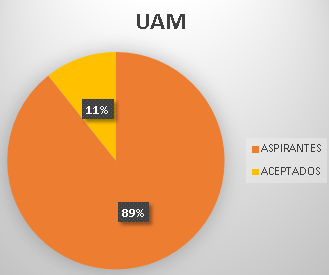 UAM
11%
ASPIRANTES
ACEPTADOS
89%